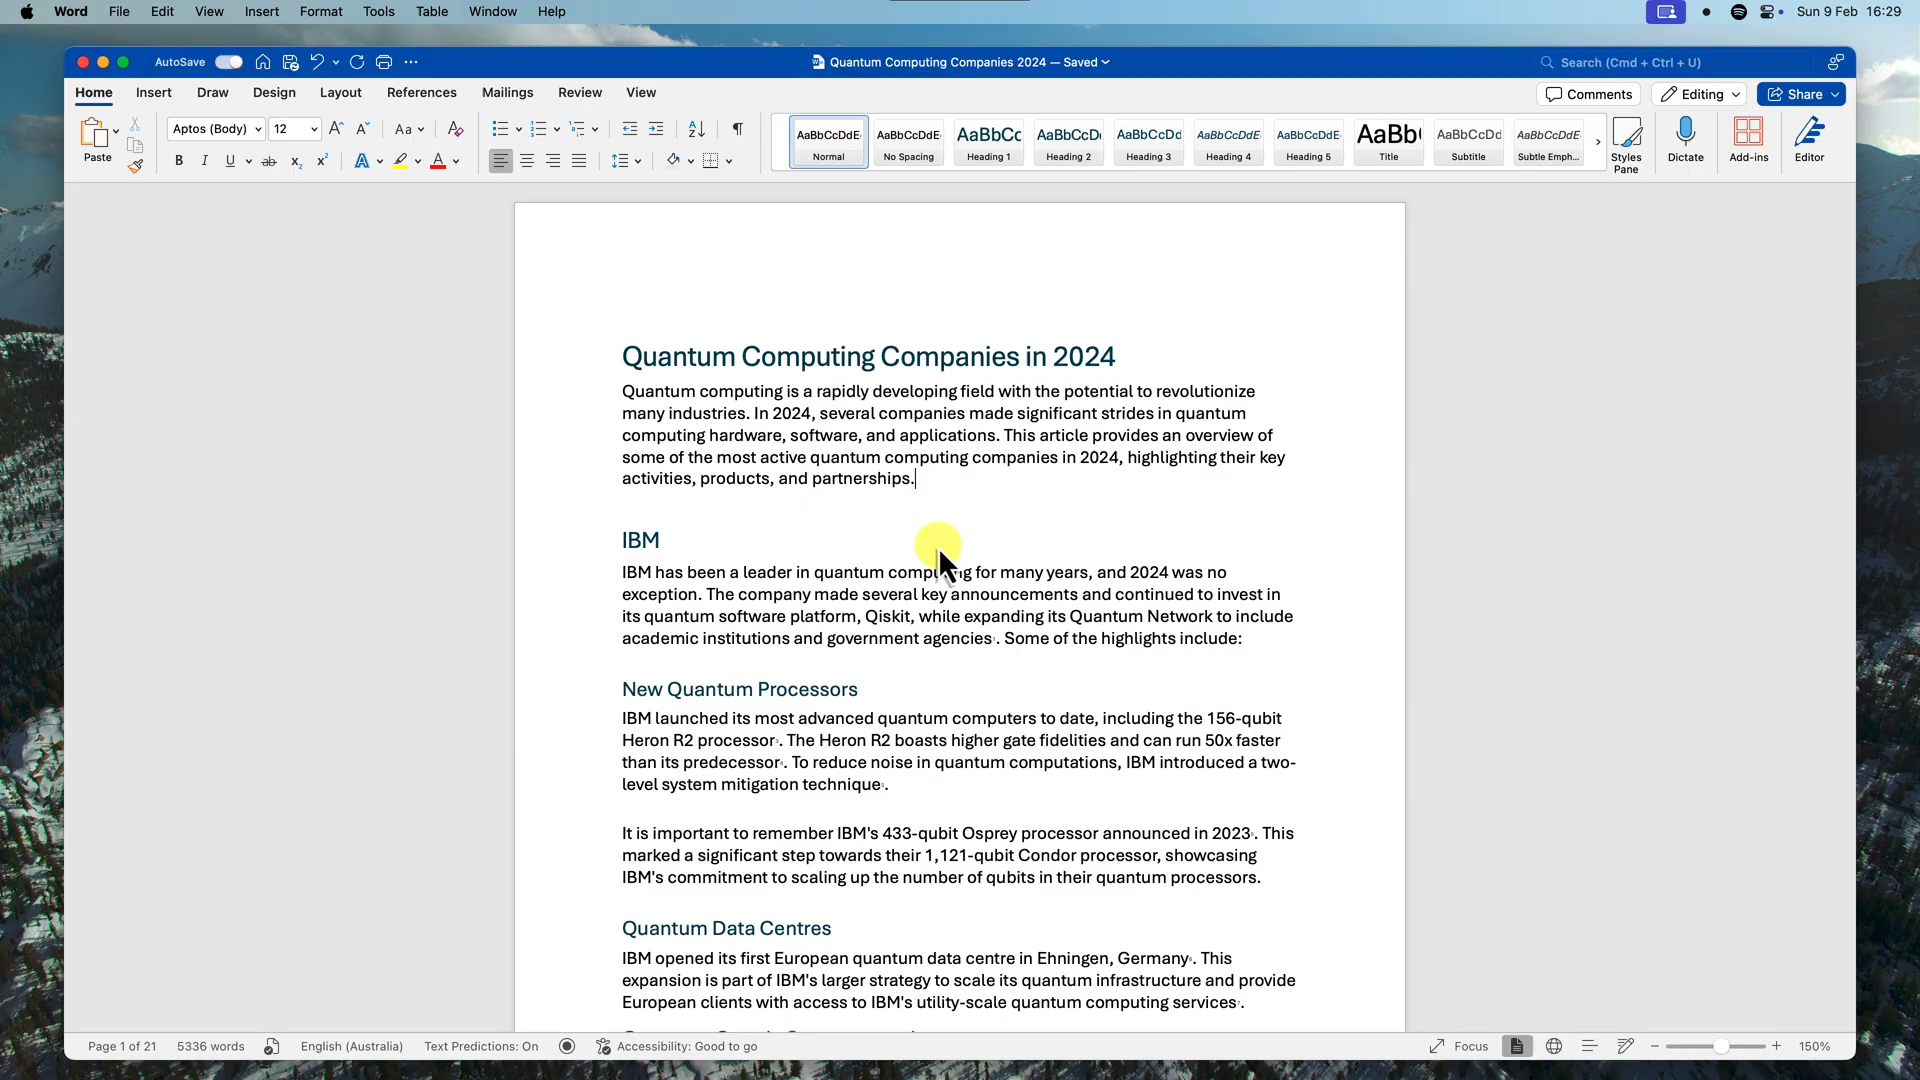 Word File Edit View Insert Format Tools Table Window Help Sun 9 Feb 16:29
AutoSave Quantum Computing Companies 2024 — Saved Search (Cmd + Ctrl + U)
Home Insert Draw Design Layout References Mailings Review View Comments Editing Share
Paste Aptos (Body) 12 Aa
AaBbCcDdE AaBbCcDdE AaBbCc AaBbCcD AaBbCcDd AaBbCcDdE AaBbCcDdE AaBb AaBbCcDd AaBbCcDdE
Normal No Spacing Heading 1 Heading 2 Heading 3 Heading 4 Heading 5 Title Subtitle Subtle Emph...
Styles Pane Dictate Add-ins Editor
Quantum Computing Companies in 2024
Quantum computing is a rapidly developing field with the potential to revolutionize
many industries. In 2024, several companies made significant strides in quantum
computing hardware, software, and applications. This article provides an overview of
some of the most active quantum computing companies in 2024, highlighting their key
activities, products, and partnerships.
IBM
IBM has been a leader in quantum computing for many years, and 2024 was no
exception. The company made several key announcements and continued to invest in
its quantum software platform, Qiskit, while expanding its Quantum Network to include
academic institutions and government agencies. Some of the highlights include:
New Quantum Processors
IBM launched its most advanced quantum computers to date, including the 156-qubit
Heron R2 processor. The Heron R2 boasts higher gate fidelities and can run 50x faster
than its predecessor. To reduce noise in quantum computations, IBM introduced a two-
level system mitigation technique.
It is important to remember IBM's 433-qubit Osprey processor announced in 2023. This
marked a significant step towards their 1,121-qubit Condor processor, showcasing
IBM's commitment to scaling up the number of qubits in their quantum processors.
Quantum Data Centres
IBM opened its first European quantum data centre in Ehningen, Germany. This
expansion is part of IBM's larger strategy to scale its quantum infrastructure and provide
European clients with access to IBM's utility-scale quantum computing services.
Page 1 of 21 5336 words English (Australia) Text Predictions: On Accessibility: Good to go Focus 150%